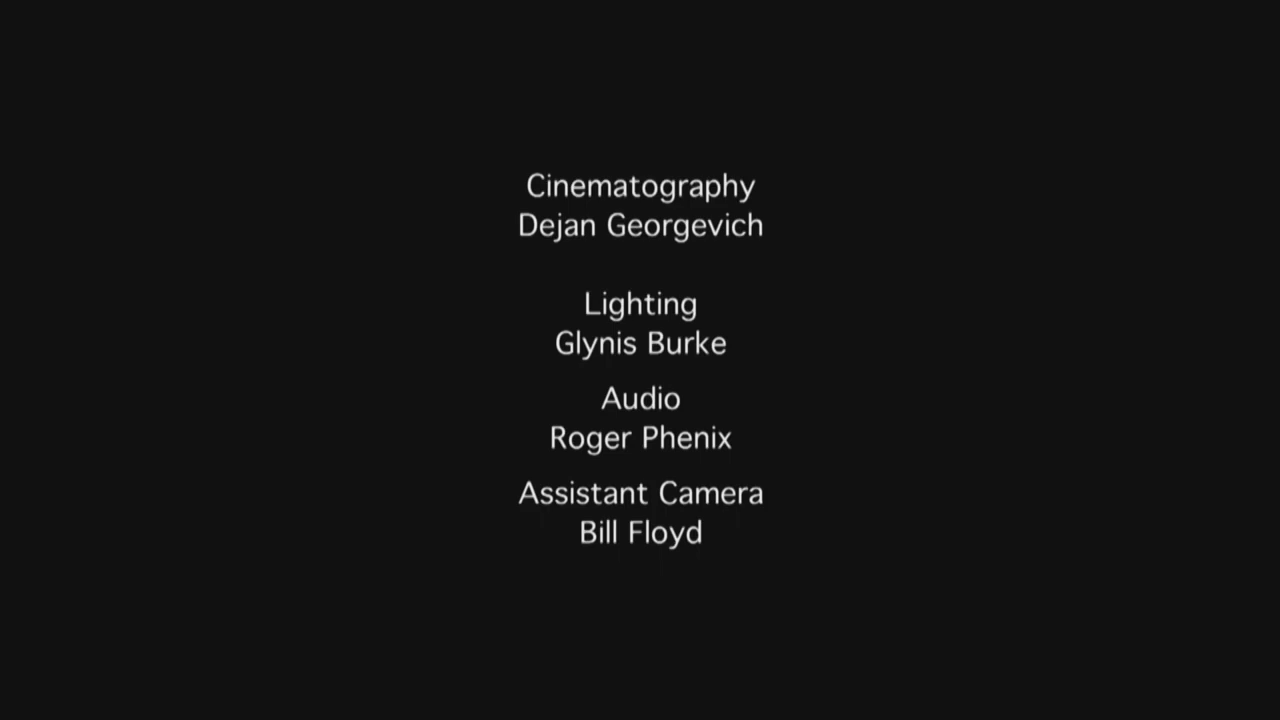 Cinematography
Dejan Georgevich
Lighting
Glynis Burke
Audio
Roger Phenix
Assistant Camera
Bill Floyd